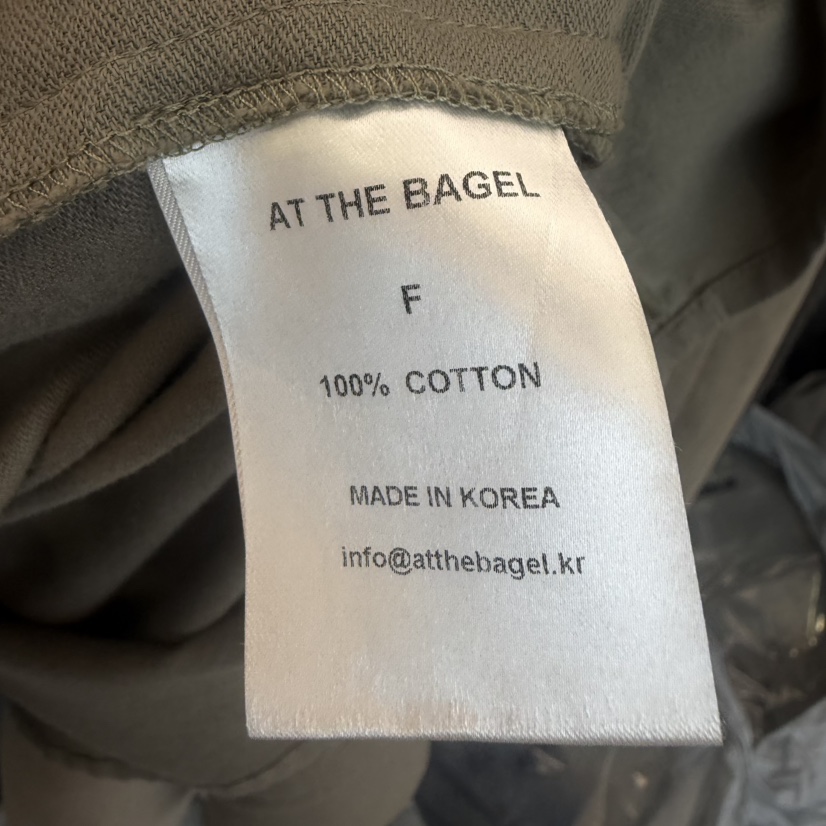 AT THE BAGEL
F
100% COTTON
MADE IN KOREA
info@atthebagel.kr